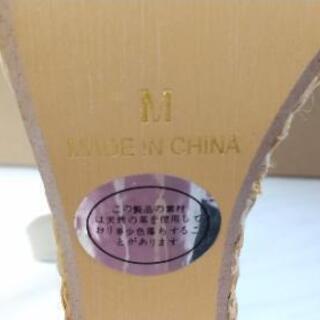 M
MADE IN CHINA
この製品の素材
は天然の革を使用して
おり多少色落ちするこ
とがあります